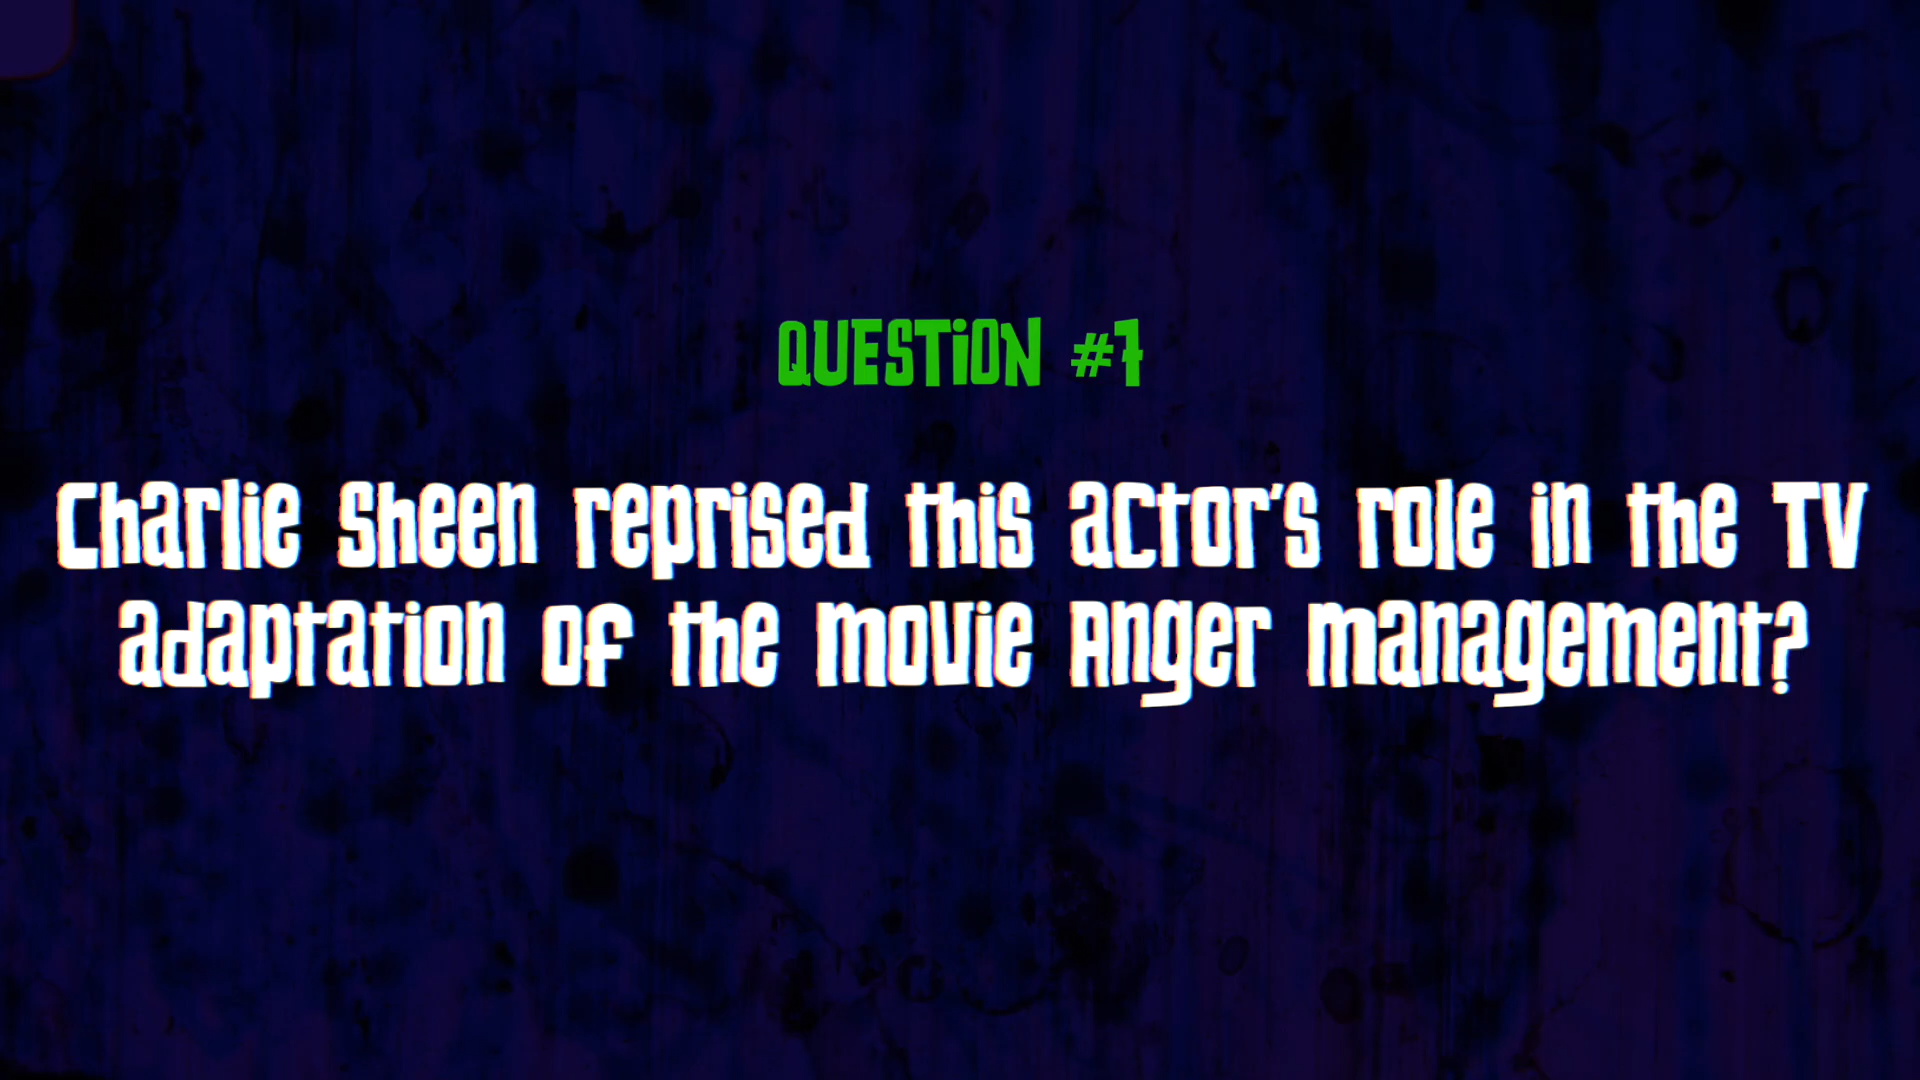 QUESTION #7
Charlie Sheen reprised this actor's role in the TV
adaptation of the movie Anger Management?